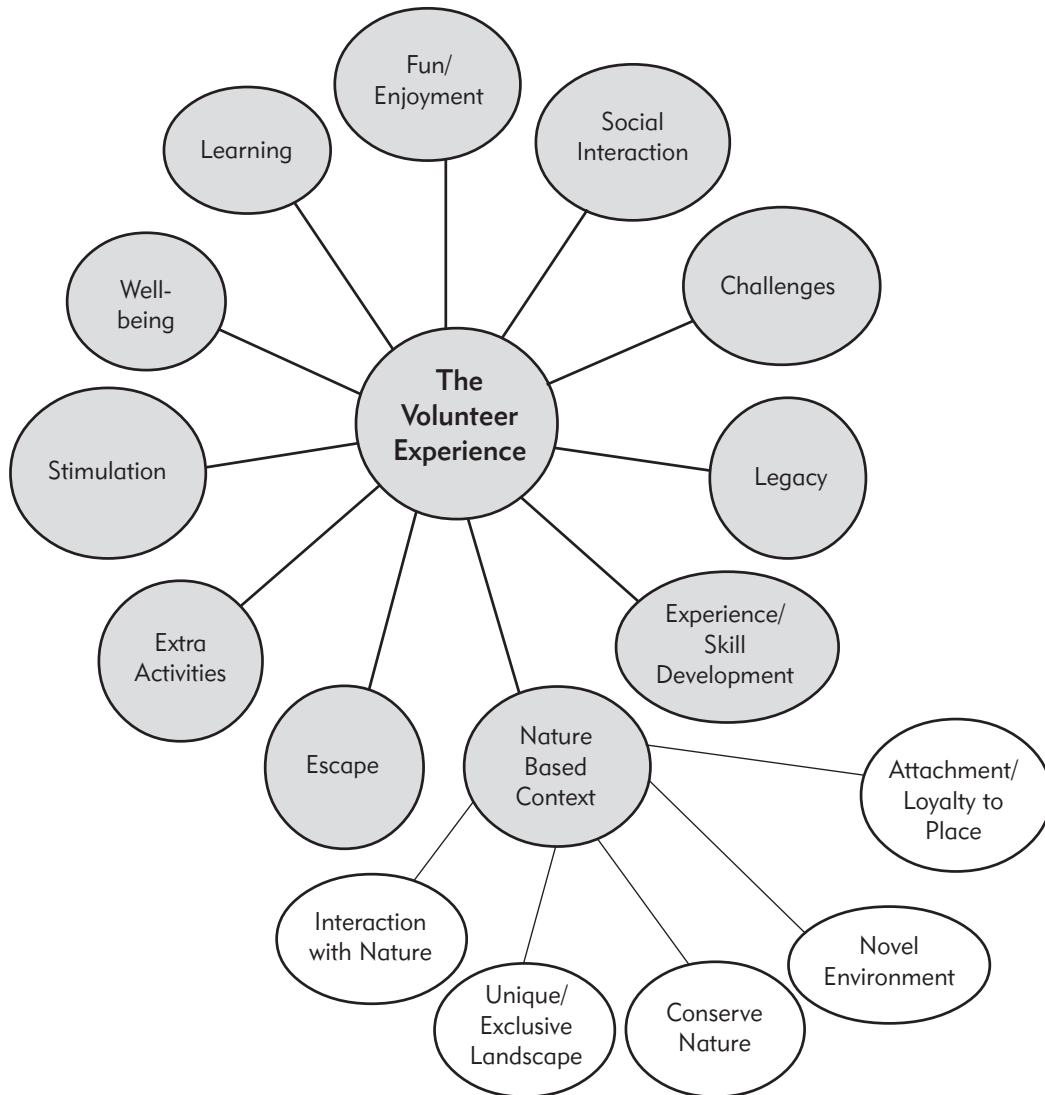 Fun/
Enjoyment
Social
Interaction
Learning
Challenges
Well-
being
The
Volunteer
Experience
Stimulation
Legacy
Experience/
Skill
Development
Extra
Activities
Escape
Nature
Based
Context
Attachment/
Loyalty to
Place
Interaction
with Nature
Novel
Environment
Unique/
Exclusive
Landscape
Conserve
Nature